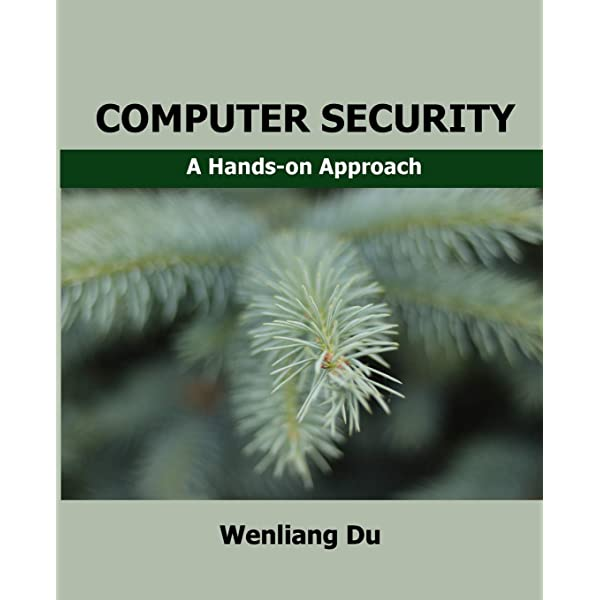 COMPUTER SECURITY
A Hands-on Approach
Wenliang Du